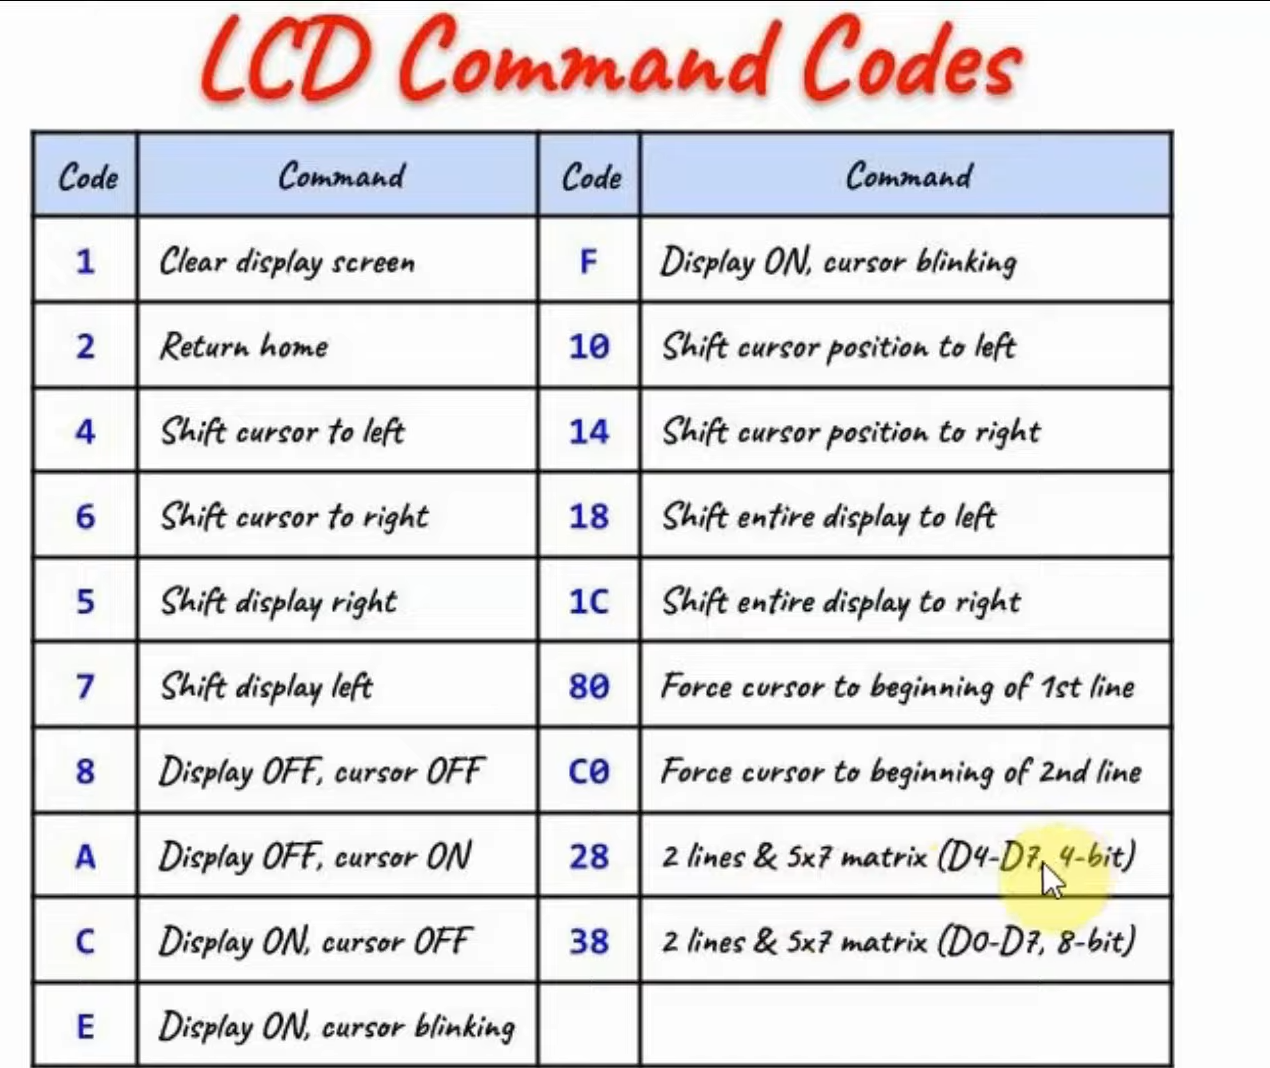 LCD Command Codes
Code Command Code Command
1 Clear display screen F Display ON, cursor blinking
2 Return home 10 Shift cursor position to left
4 Shift cursor to left 14 Shift cursor position to right
6 Shift cursor to right 18 Shift entire display to left
5 Shift display right 1C Shift entire display to right
7 Shift display left 80 Force cursor to beginning of 1st line
8 Display OFF, cursor OFF C0 Force cursor to beginning of 2nd line
A Display OFF, cursor ON 28 2 lines & 5x7 matrix (D4-D7, 4-bit)
C Display ON, cursor OFF 38 2 lines & 5x7 matrix (D0-D7, 8-bit)
E Display ON, cursor blinking